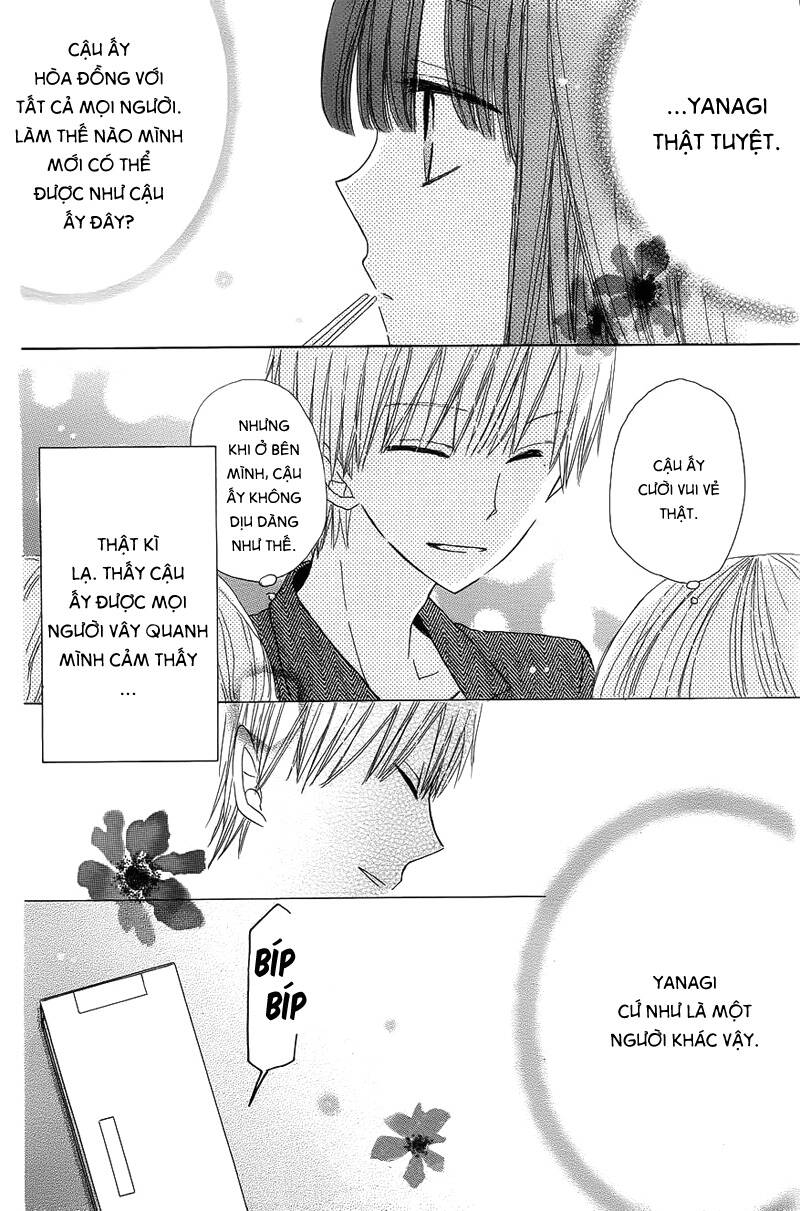 ...YANAGI
THẬT TUYỆT.
CẬU ẤY
HÒA ĐỒNG VỚI
TẤT CẢ MỌI NGƯỜI.
LÀM THẾ NÀO MÌNH
MỚI CÓ THỂ
ĐƯỢC NHƯ CẬU
ẤY ĐÂY?
CẬU ẤY
CƯỜI VUI VẺ
THẬT.
NHƯNG
KHI Ở BÊN
MÌNH, CẬU
ẤY KHÔNG
DỊU DÀNG
NHƯ THẾ.
THẬT KÌ
LẠ. THẤY CẬU
ẤY ĐƯỢC MỌI
NGƯỜI VÂY QUANH
MÌNH CẢM THẤY
...
YANAGI
CỨ NHƯ LÀ MỘT
NGƯỜI KHÁC VẬY.
BÍP
BÍP